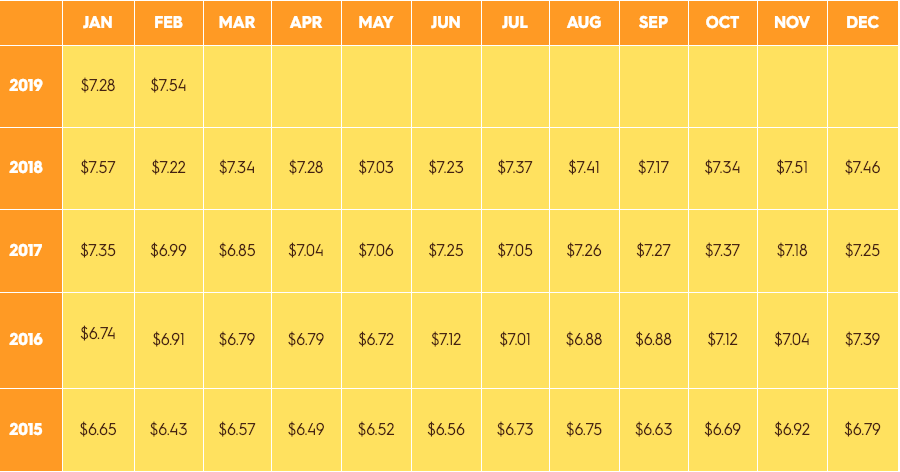 JAN FEB MAR APR MAY JUN JUL AUG SEP OCT NOV DEC
2019 $7.28 $7.54
2018 $7.57 $7.22 $7.34 $7.28 $7.03 $7.23 $7.37 $7.41 $7.17 $7.34 $7.51 $7.46
2017 $7.35 $6.99 $6.85 $7.04 $7.06 $7.25 $7.05 $7.26 $7.27 $7.37 $7.18 $7.25
2016 $6.74 $6.91 $6.79 $6.79 $6.72 $7.12 $7.01 $6.88 $6.88 $7.12 $7.04 $7.39
2015 $6.65 $6.43 $6.57 $6.49 $6.52 $6.56 $6.73 $6.75 $6.63 $6.69 $6.92 $6.79